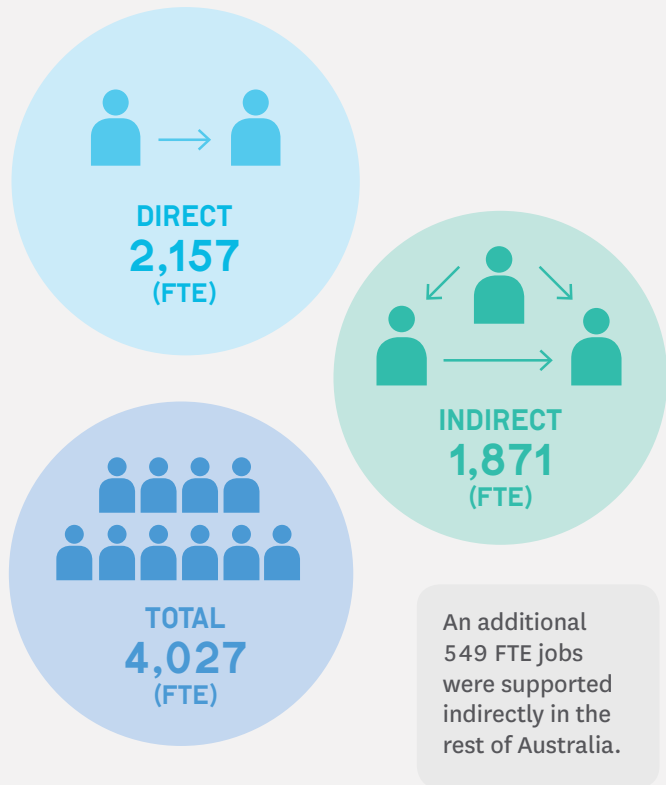 DIRECT
2,157
(FTE)
INDIRECT
1,871
(FTE)
TOTAL
4,027
(FTE)
An additional
549 FTE jobs
were supported
indirectly in the
rest of Australia.